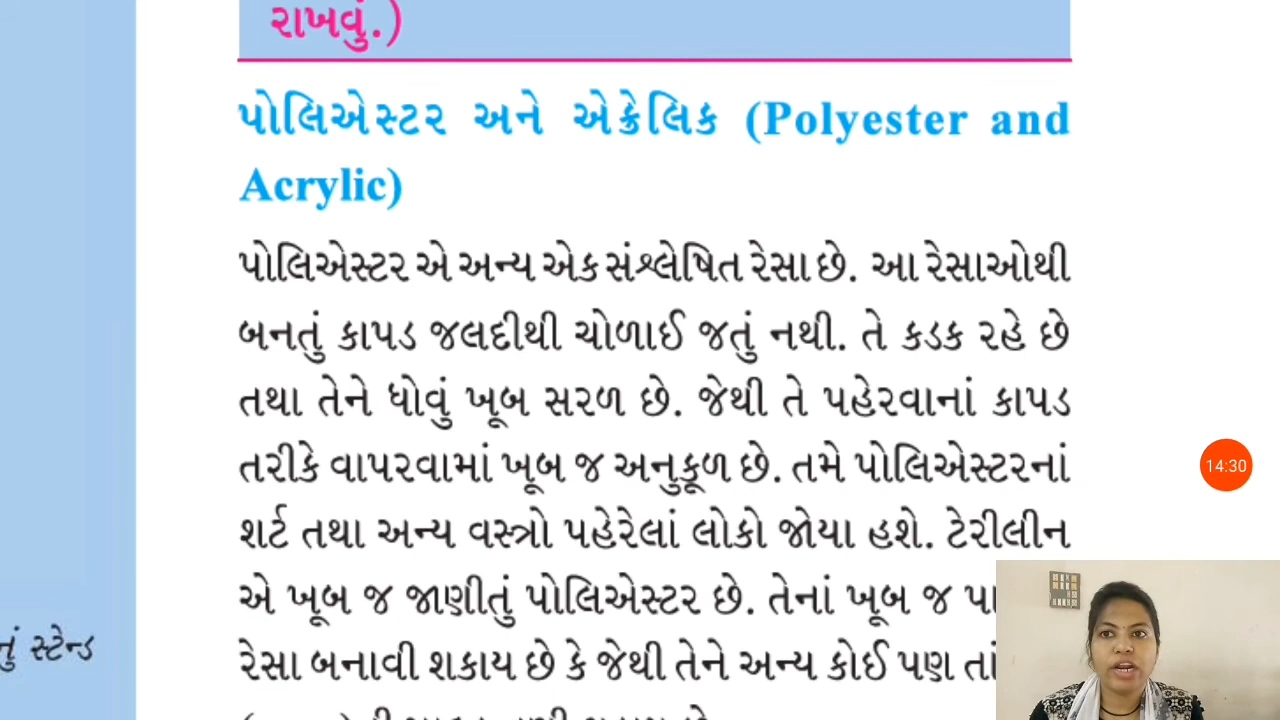 રાખવું.)
પોલિએસ્ટર અને એક્રેલિક (Polyester and
Acrylic)
પોલિએસ્ટર એ અન્ય એક સંશ્લેષિત રેસા છે. આ રેસાઓથી
બનતું કાપડ જલદીથી ચોળાઈ જતું નથી. તે કડક રહે છે
તથા તેને ધોવું ખૂબ સરળ છે. જેથી તે પહેરવાનાં કાપડ
તરીકે વાપરવામાં ખૂબ જ અનુકૂળ છે. તમે પોલિએસ્ટરનાં
શર્ટ તથા અન્ય વસ્ત્રો પહેરેલાં લોકો જોયા હશે. ટેરીલીન
એ ખૂબ જ જાણીતું પોલિએસ્ટર છે. તેનાં ખૂબ જ
રેસા બનાવી શકાય છે કે જેથી તેને અન્ય કોઈ પણ
સ્ટેન્ડ
14:30